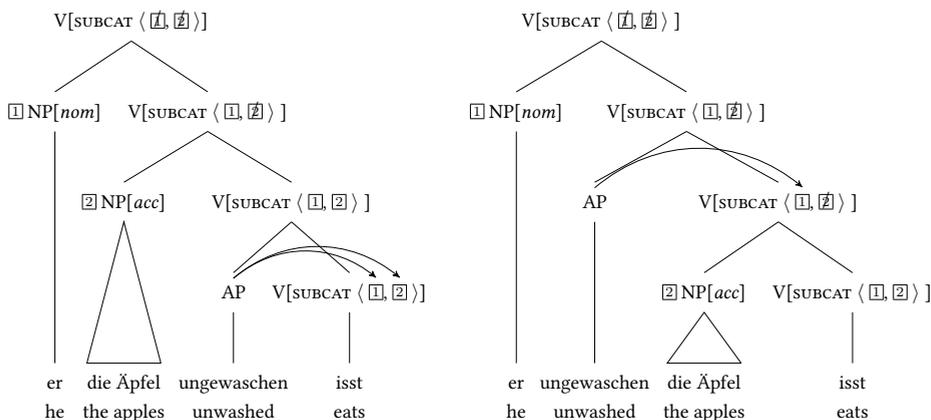 V[SUBCAT ⟨ 1̸, 2̸ ⟩] V[SUBCAT ⟨ 1̸, 2̸ ⟩ ]
1 NP[nom] V[SUBCAT ⟨ 1, 2̸ ⟩ ] 1 NP[nom] V[SUBCAT ⟨ 1, 2̸ ⟩ ]
2 NP[acc] V[SUBCAT ⟨ 1, 2 ⟩ ] AP V[SUBCAT ⟨ 1, 2̸ ⟩ ]
AP V[SUBCAT ⟨ 1, 2 ⟩] 2 NP[acc] V[SUBCAT ⟨ 1, 2 ⟩ ]
er die Äpfel ungewaschen isst er ungewaschen die Äpfel isst
he the apples unwashed eats he unwashed the apples eats